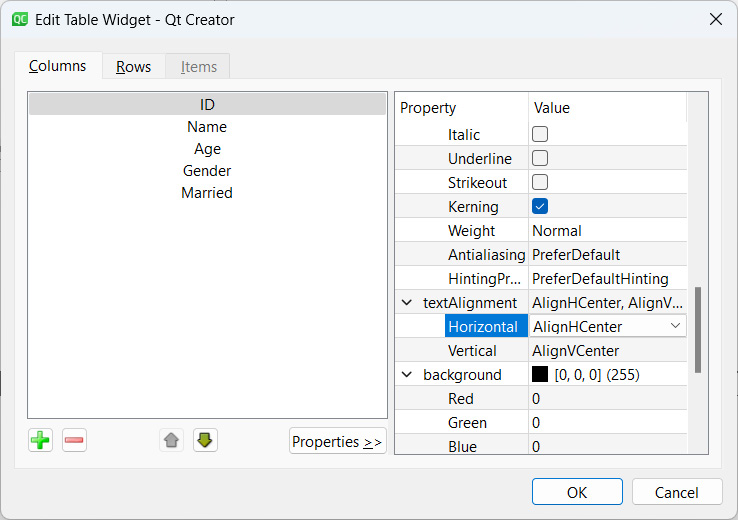 QC Edit Table Widget - Qt Creator
Columns Rows Items
ID
Name
Age
Gender
Married
Properties >>
Property Value
Italic
Underline
Strikeout
Kerning
Weight Normal
Antialiasing PreferDefault
HintingPr... PreferDefaultHinting
textAlignment AlignHCenter, AlignV...
Horizontal AlignHCenter
Vertical AlignVCenter
background [0, 0, 0] (255)
Red 0
Green 0
Blue 0
OK Cancel